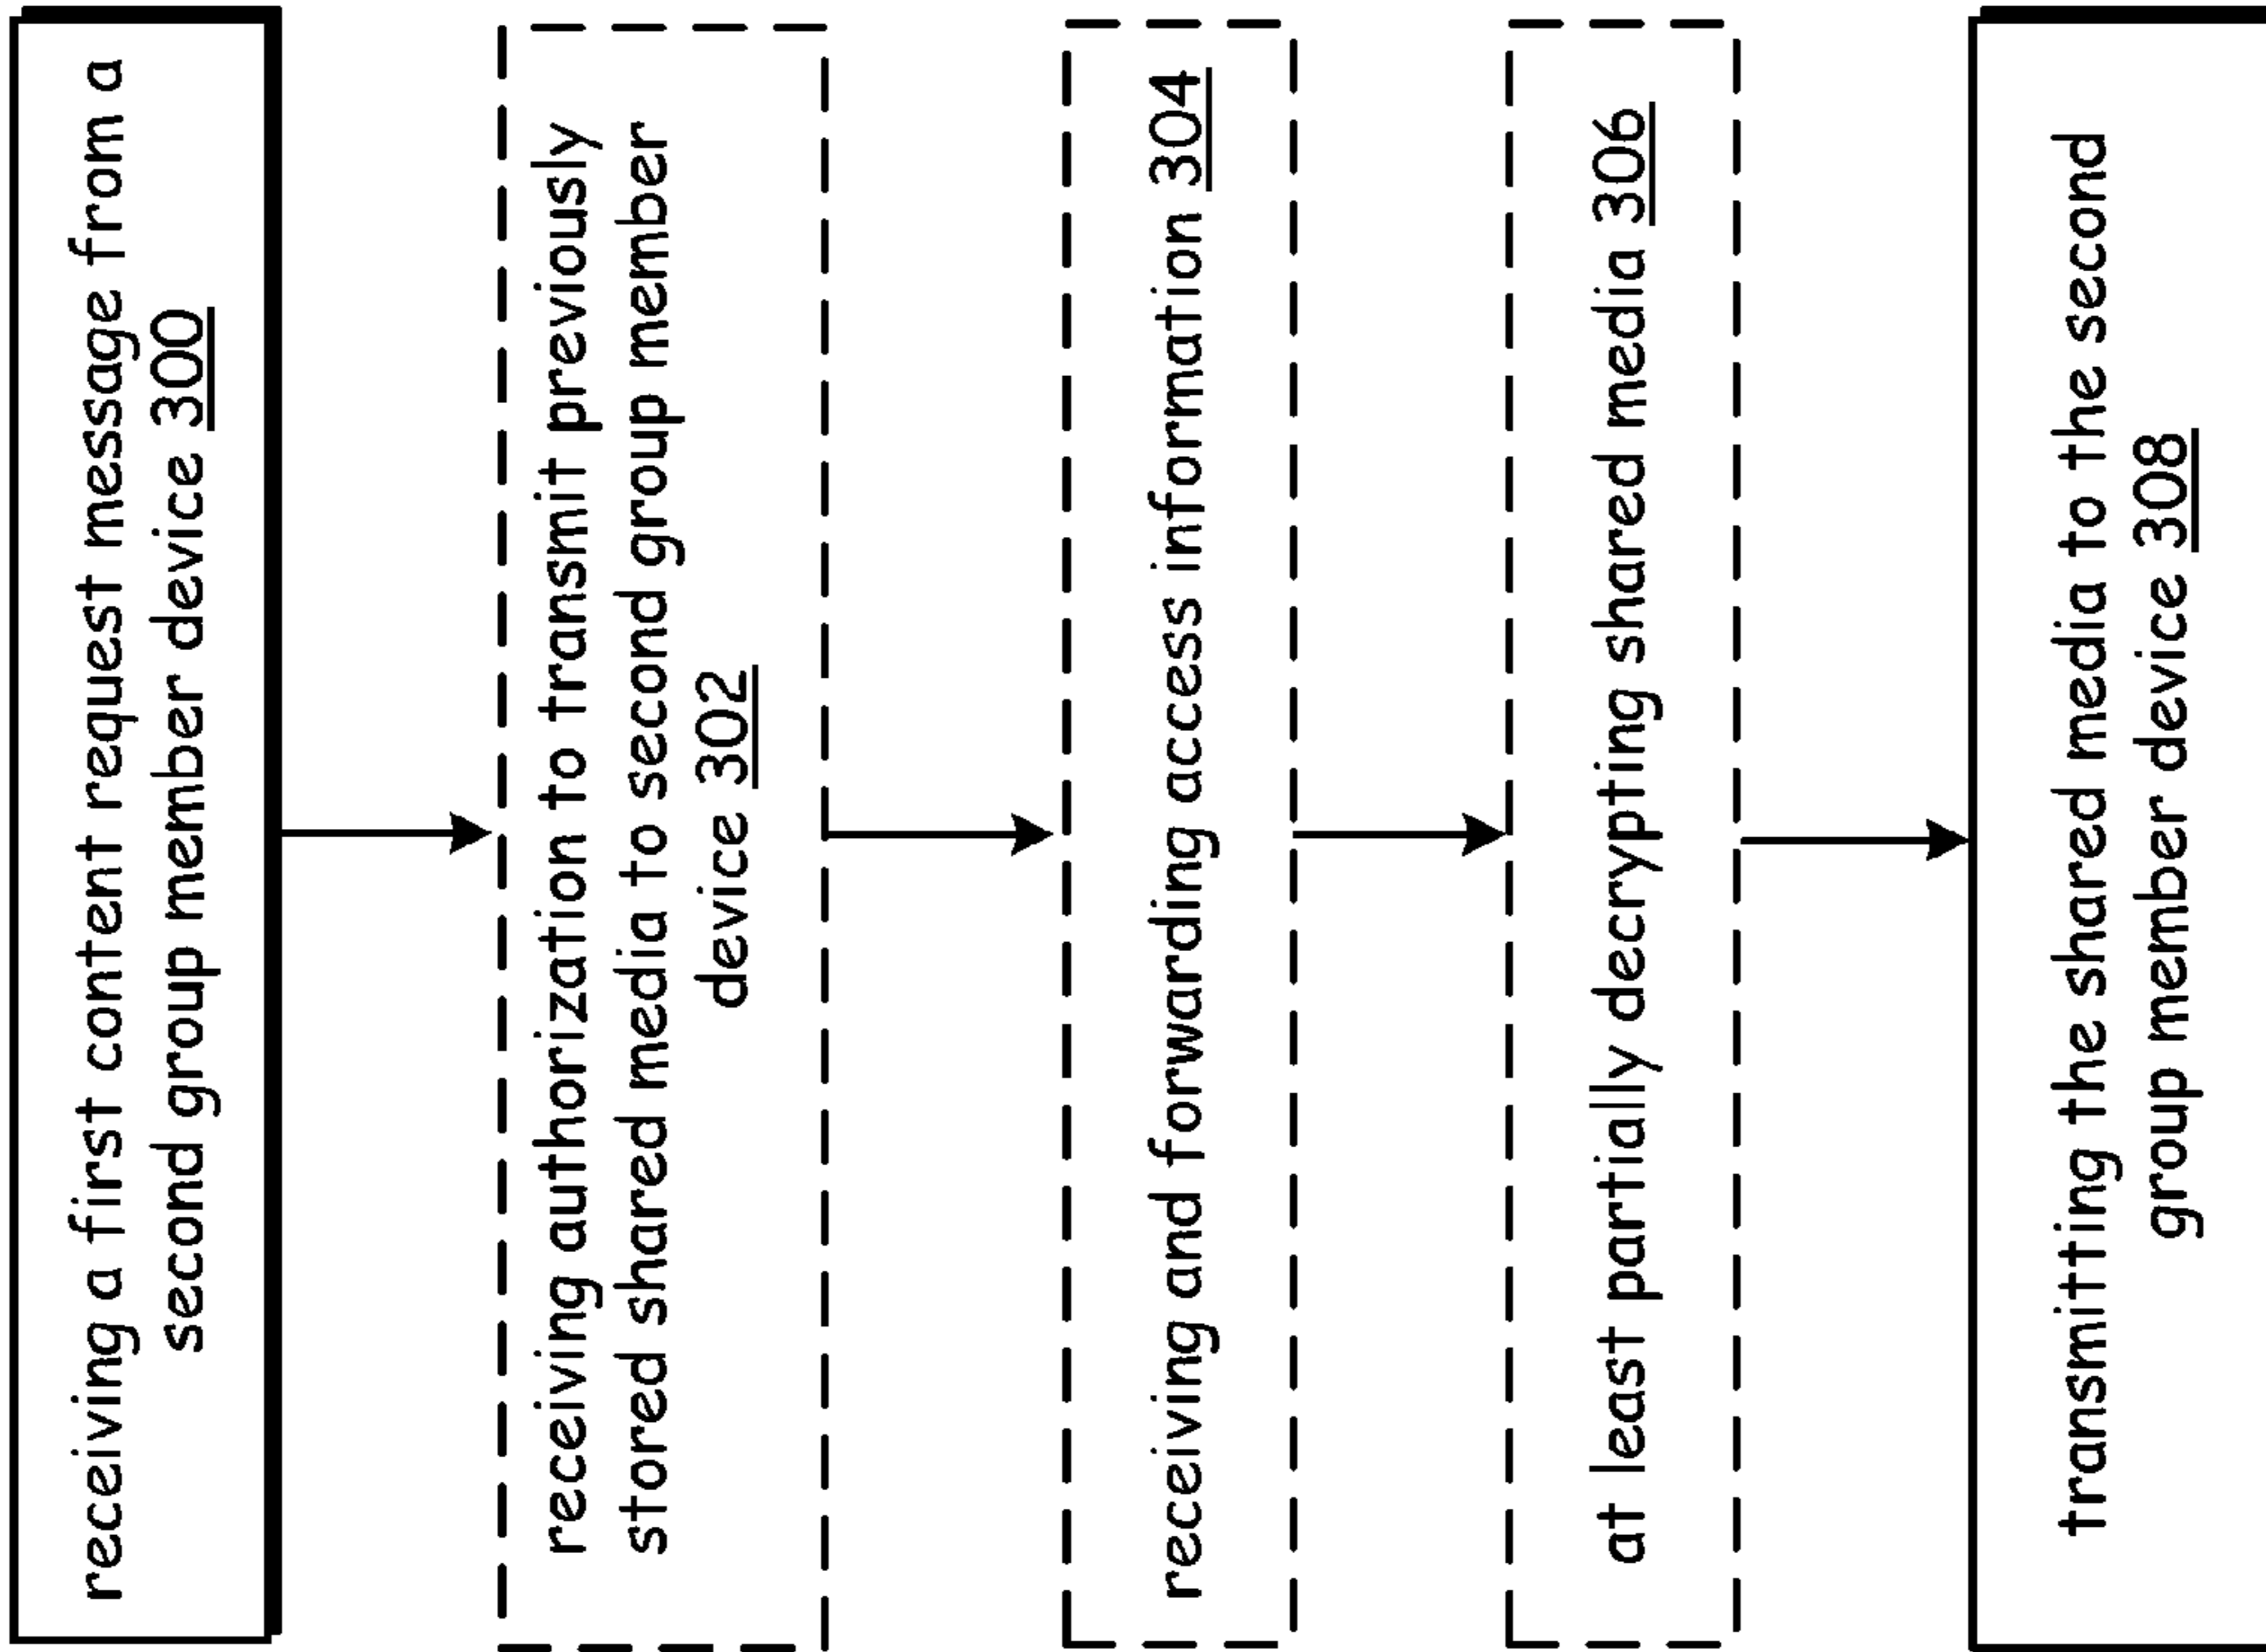 receiving a first content request message from a
second group member device 300
receiving authorization to transmit previously
stored shared media to second group member
device 302
receiving and forwarding access information 304
at least partially decrypting shared media 306
transmitting the shared media to the second
group member device 308